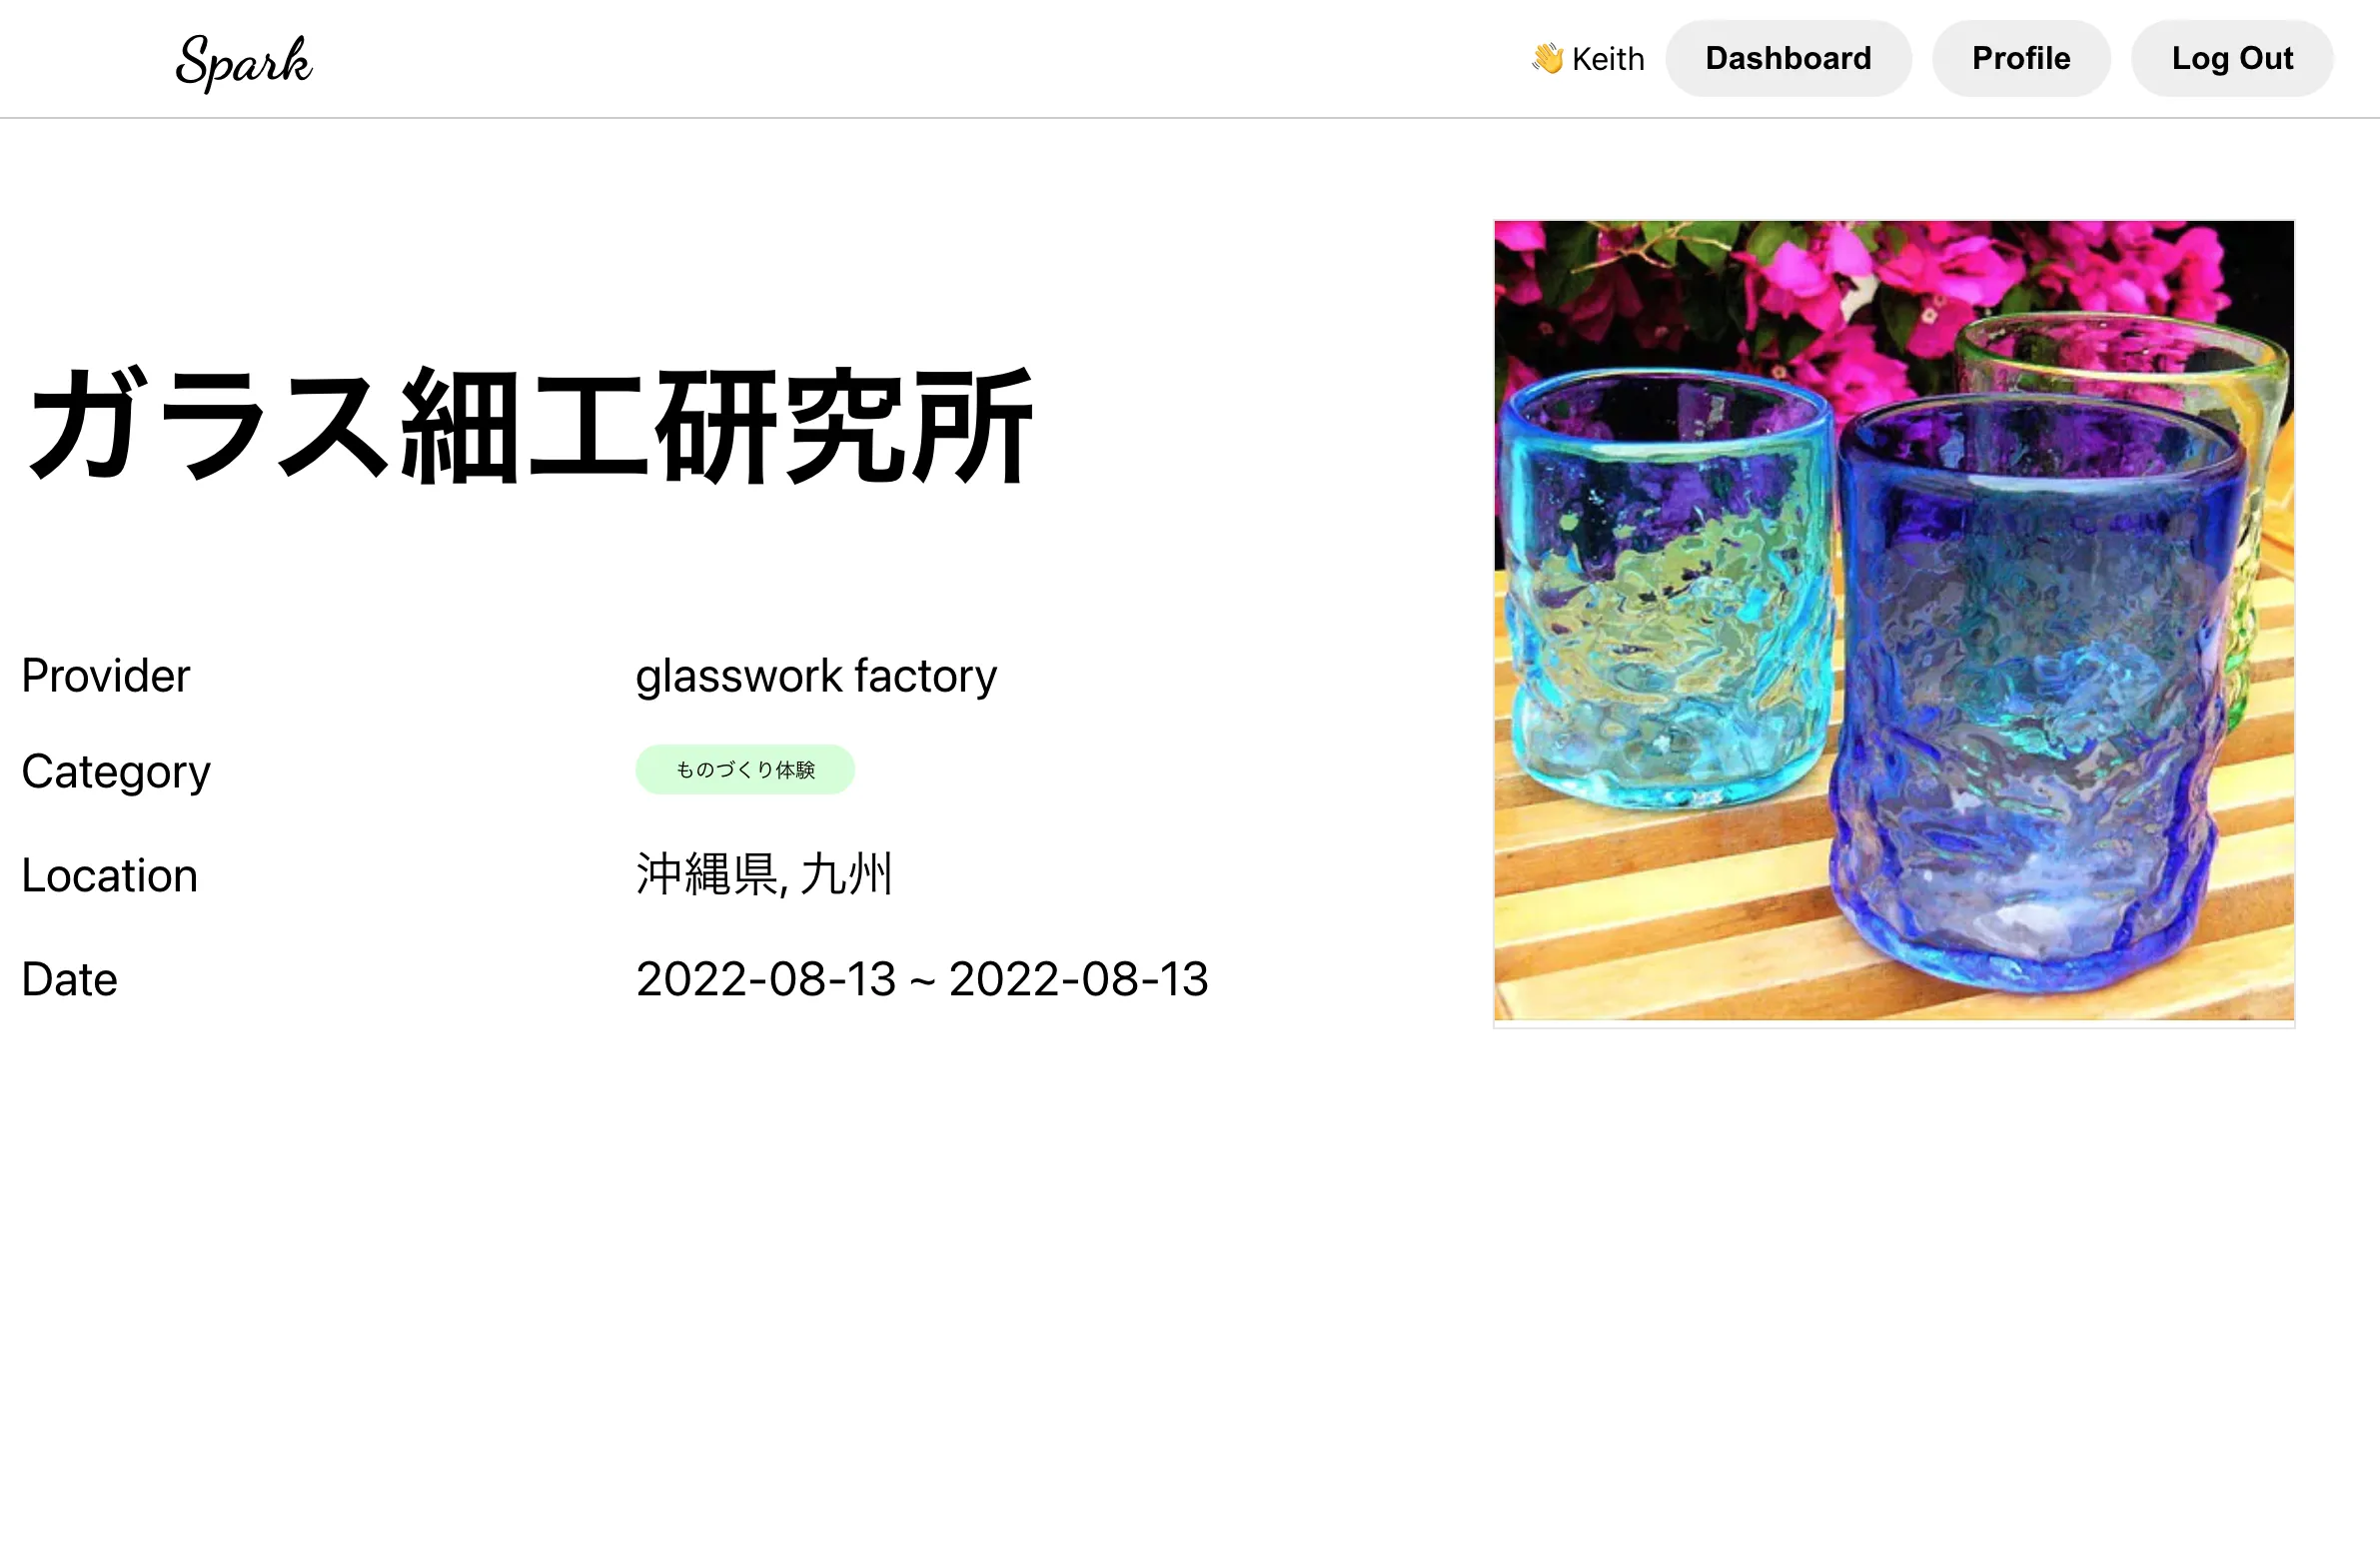 Spark
👋 Keith Dashboard Profile Log Out
ガラス細工研究所
Provider glasswork factory
Category ものづくり体験
Location 沖縄県, 九州
Date 2022-08-13 ~ 2022-08-13